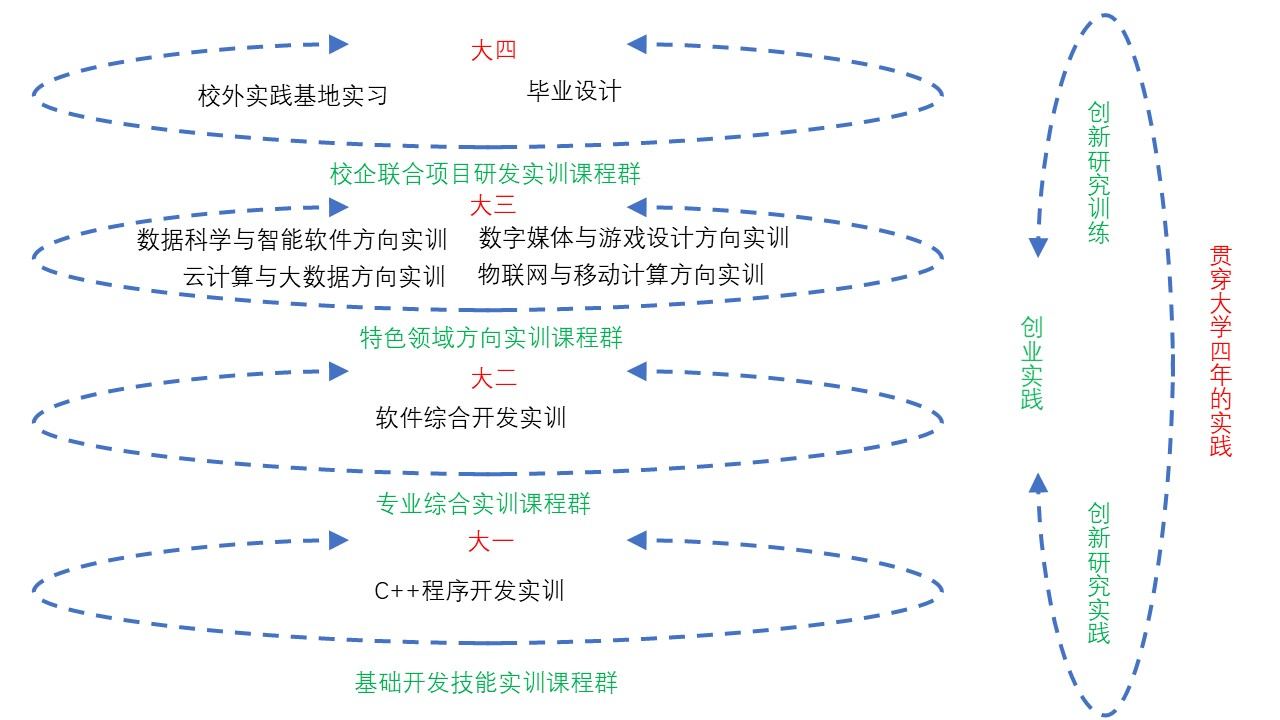 大四
校外实践基地实习
毕业设计
校企联合项目研发实训课程群
大三
数据科学与智能软件方向实训
数字媒体与游戏设计方向实训
云计算与大数据方向实训
物联网与移动计算方向实训
特色领域方向实训课程群
大二
软件综合开发实训
专业综合实训课程群
大一
C++程序开发实训
基础开发技能实训课程群
创新研究训练
创业实践
创新研究实践
贯穿大学四年的实践